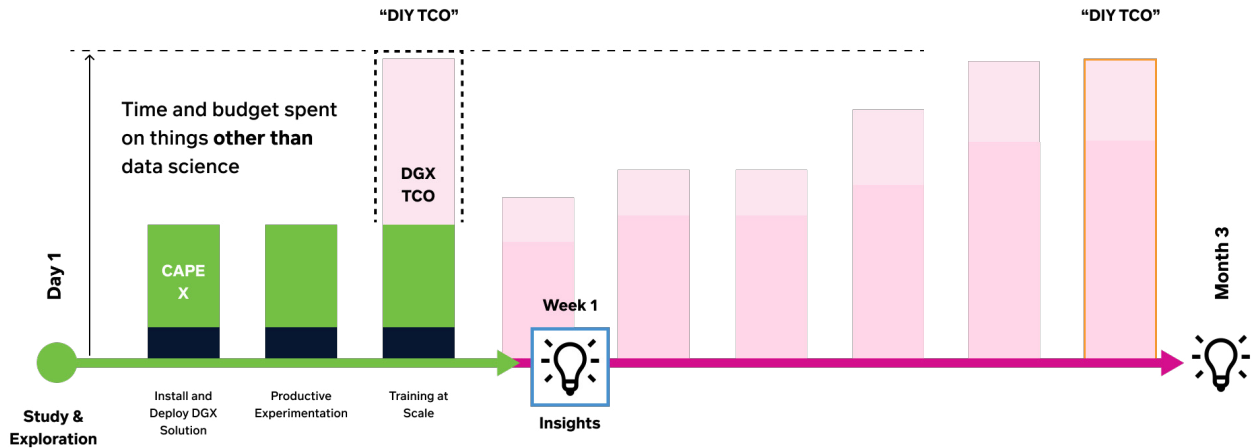 “DIY TCO”
“DIY TCO”
Time and budget spent
on things other than
data science
DGX
TCO
CAPE
X
Day 1
Week 1
Month 3
Install and
Deploy DGX
Solution
Productive
Experimentation
Training at
Scale
Study &
Exploration
Insights